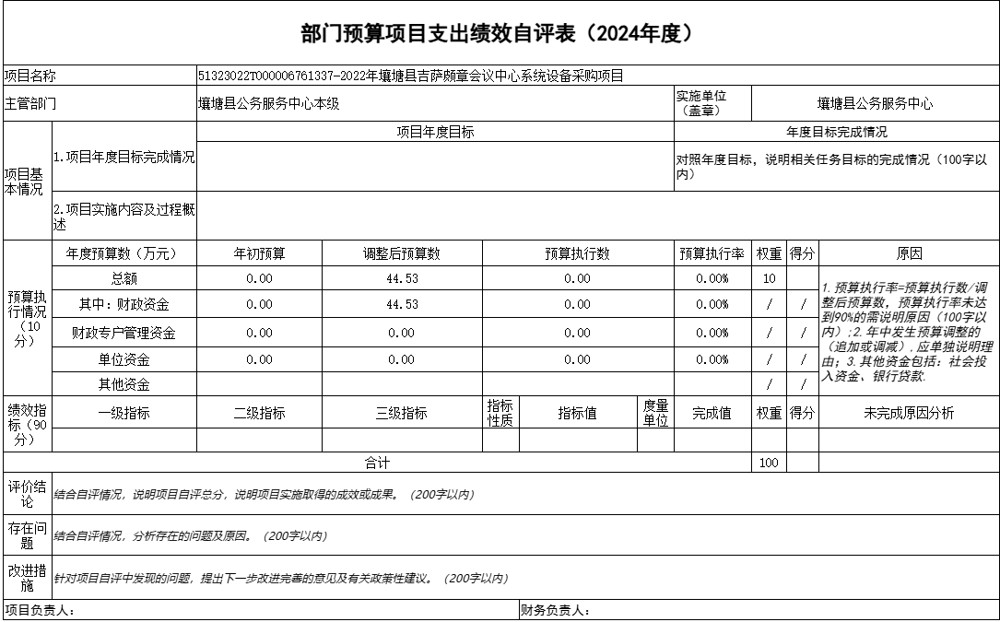 部门预算项目支出绩效自评表（2024年度）
项目名称 51323022T000006761337-2022年壤塘县吉萨颇章会议中心系统设备采购项目
主管部门 壤塘县公务服务中心本级 实施单位（盖章） 壤塘县公务服务中心
项目基本情况 1.项目年度目标完成情况 项目年度目标 年度目标完成情况
对照年度目标，说明相关任务目标的完成情况（100字以内）
2.项目实施内容及过程概述
预算执行情况（10分） 年度预算数（万元） 年初预算 调整后预算数 预算执行数 预算执行率 权重 得分 原因
总额 0.00 44.53 0.00 0.00% 10
其中：财政资金 0.00 44.53 0.00 0.00% / /
财政专户管理资金 0.00 0.00 0.00 0.00% / /
单位资金 0.00 0.00 0.00 0.00% / /
其他资金 / /
1.预算执行率=预算执行数/调整后预算数，预算执行率未达到90%的需说明原因（100字以内）;2.年中发生预算调整的（追加或调减）,应单独说明理由；3.其他资金包括：社会投入资金、银行贷款.
绩效指标（90分） 一级指标 二级指标 三级指标 指标性质 指标值 度量单位 完成值 权重 得分 未完成原因分析
合计 100
评价结论 结合自评情况，说明项目自评总分，说明项目实施取得的成效或成果。（200字以内）
存在问题 结合自评情况，分析存在的问题及原因。（200字以内）
改进措施 针对项目自评中发现的问题，提出下一步改进完善的意见及有关政策性建议。（200字以内）
项目负责人： 财务负责人：